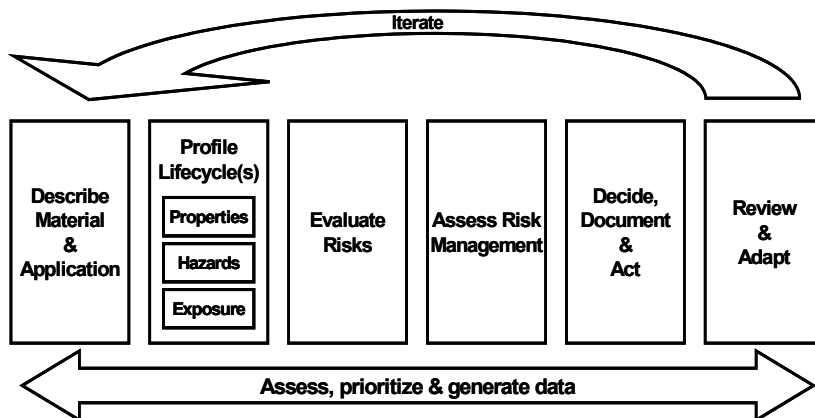 Iterate
Describe
Material
&
Application
Profile
Lifecycle(s)
Properties
Hazards
Exposure
Evaluate
Risks
Assess Risk
Management
Decide,
Document
&
Act
Review
&
Adapt
Assess, prioritize & generate data